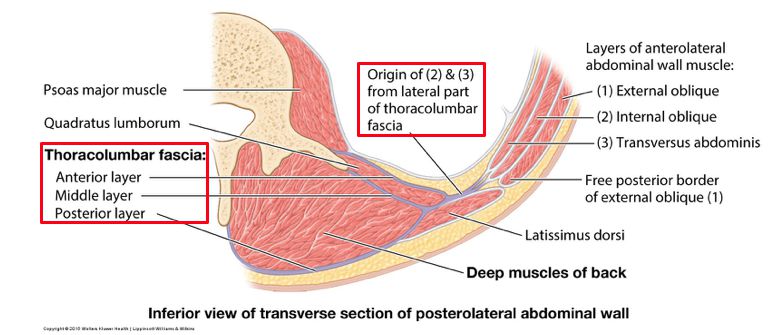 Psoas major muscle
Quadratus lumborum
Thoracolumbar fascia:
Anterior layer
Middle layer
Posterior layer
Origin of (2) & (3)
from lateral part
of thoracolumbar
fascia
Layers of anterolateral
abdominal wall muscle:
(1) External oblique
(2) Internal oblique
(3) Transversus abdominis
Free posterior border
of external oblique (1)
Latissimus dorsi
Deep muscles of back
Inferior view of transverse section of posterolateral abdominal wall
Copyright © 2010 Wolters Kluwer Health | Lippincott Williams & Wilkins